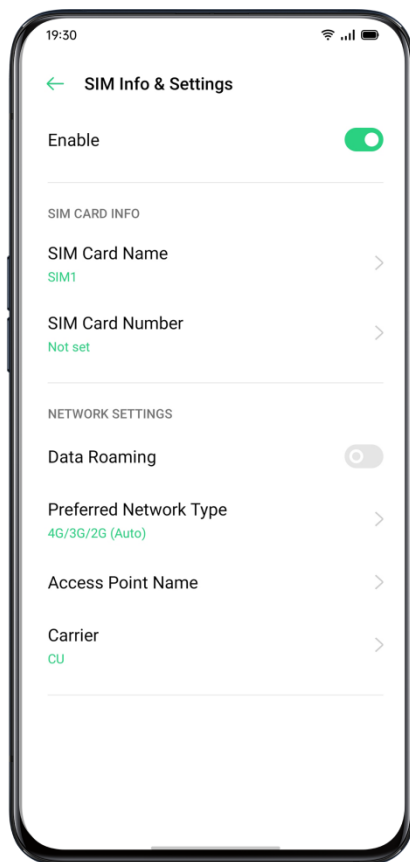 19:30
SIM Info & Settings
Enable
SIM CARD INFO
SIM Card Name
SIM1
SIM Card Number
Not set
NETWORK SETTINGS
Data Roaming
Preferred Network Type
4G/3G/2G (Auto)
Access Point Name
Carrier
CU